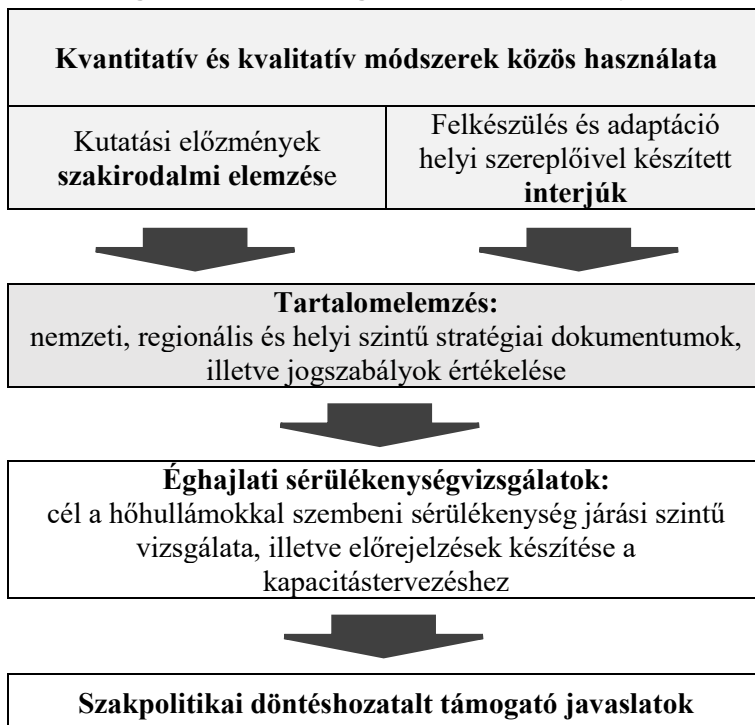 Kvantitatív és kvalitatív módszerek közös használata
Kutatási előzmények
szakirodalmi elemzése
Felkészülés és adaptáció
helyi szereplőivel készített
interjúk
Tartalomelemzés:
nemzeti, regionális és helyi szintű stratégiai dokumentumok,
illetve jogszabályok értékelése
Éghajlati sérülékenységvizsgálatok:
cél a hőhullámokkal szembeni sérülékenység járási szintű
vizsgálata, illetve előrejelzések készítése a
kapacitástervezéshez
Szakpolitikai döntéshozatalt támogató javaslatok